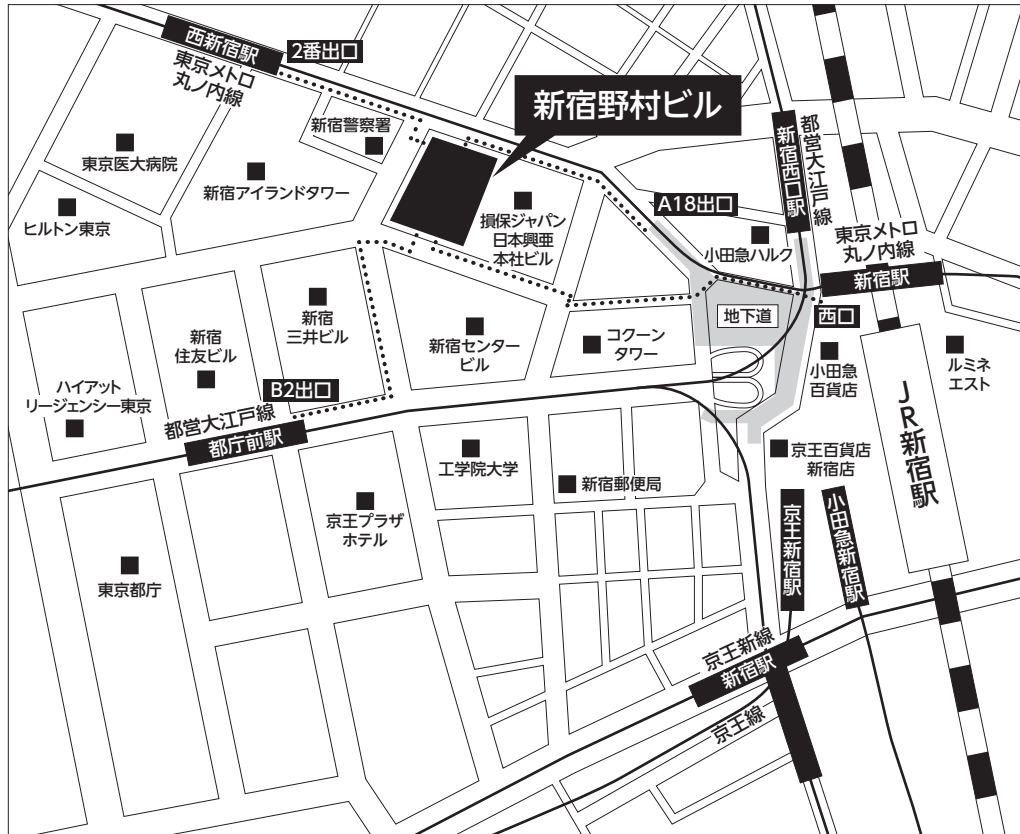 西新宿駅
2番出口
東京メトロ
丸ノ内線
新宿野村ビル
新宿警察署
東京医大病院
新宿アイランドタワー
ヒルトン東京
損保ジャパン
日本興亜
本社ビル
A18出口
新宿西口駅
都営大江戸線
小田急ハルク
東京メトロ
丸ノ内線
新宿駅
地下道
西口
新宿
三井ビル
新宿
住友ビル
新宿センター
ビル
コクーン
タワー
小田急
百貨店
ルミネ
エスト
ハイアット
リージェンシー東京
B2出口
都営大江戸線
都庁前駅
JR新宿駅
工学院大学
新宿郵便局
京王百貨店
新宿店
京王プラザ
ホテル
京王新宿駅
小田急新宿駅
東京都庁
京王新線
新宿駅
京王線